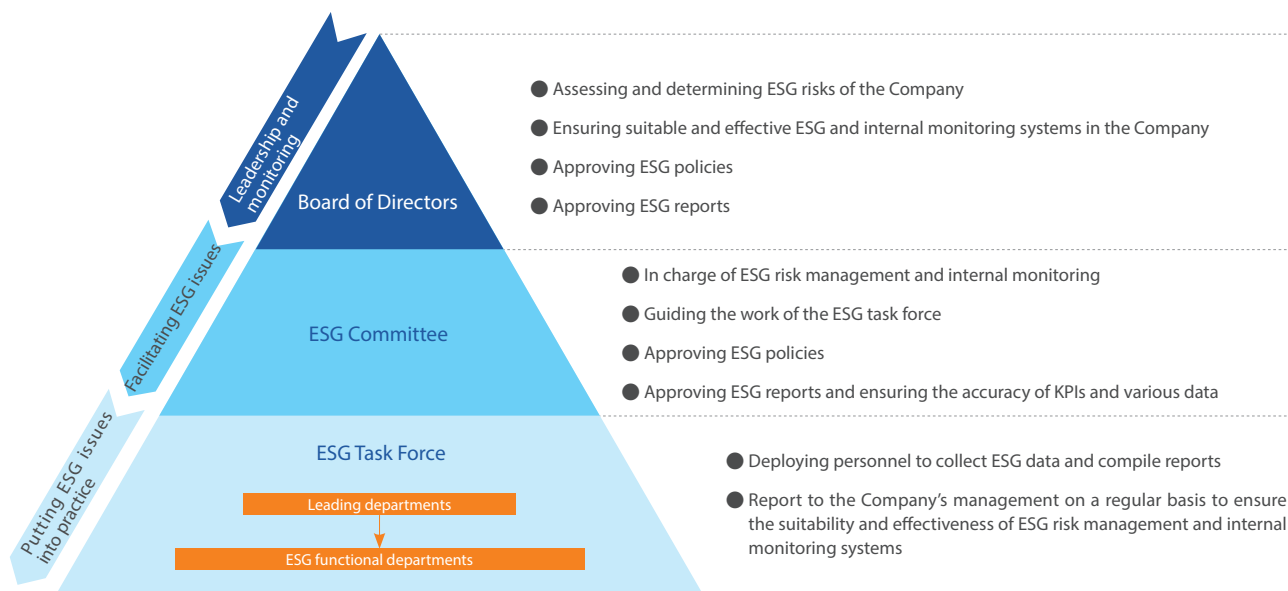 Leadership and
monitoring
Board of Directors
● Assessing and determining ESG risks of the Company
● Ensuring suitable and effective ESG and internal monitoring systems in the Company
● Approving ESG policies
● Approving ESG reports
Facilitating ESG issues
ESG Committee
● In charge of ESG risk management and internal monitoring
● Guiding the work of the ESG task force
● Approving ESG policies
● Approving ESG reports and ensuring the accuracy of KPIs and various data
Putting ESG issues
into practice
ESG Task Force
Leading departments
ESG functional departments
● Deploying personnel to collect ESG data and compile reports
● Report to the Company’s management on a regular basis to ensure
the suitability and effectiveness of ESG risk management and internal
monitoring systems